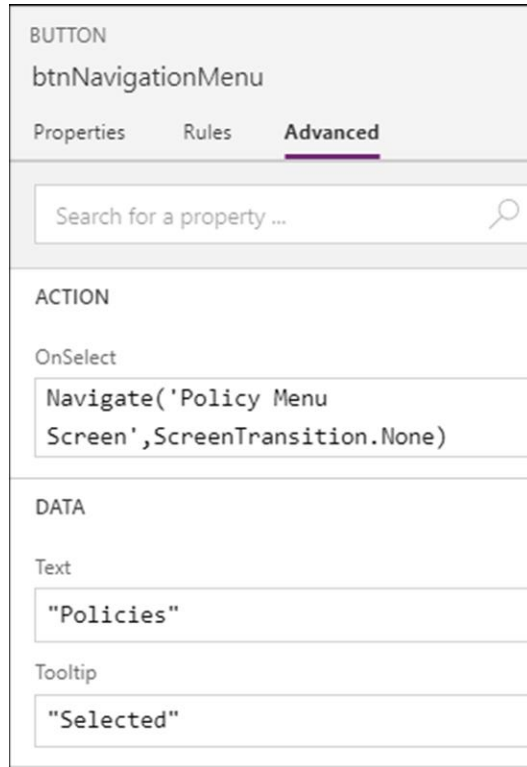 BUTTON
btnNavigationMenu
Properties Rules Advanced
Search for a property ...
ACTION
OnSelect
Navigate('Policy Menu
Screen',ScreenTransition.None)
DATA
Text
"Policies"
Tooltip
"Selected"